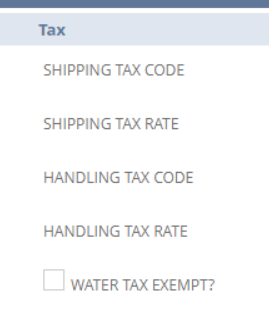 Tax
SHIPPING TAX CODE
SHIPPING TAX RATE
HANDLING TAX CODE
HANDLING TAX RATE
WATER TAX EXEMPT?